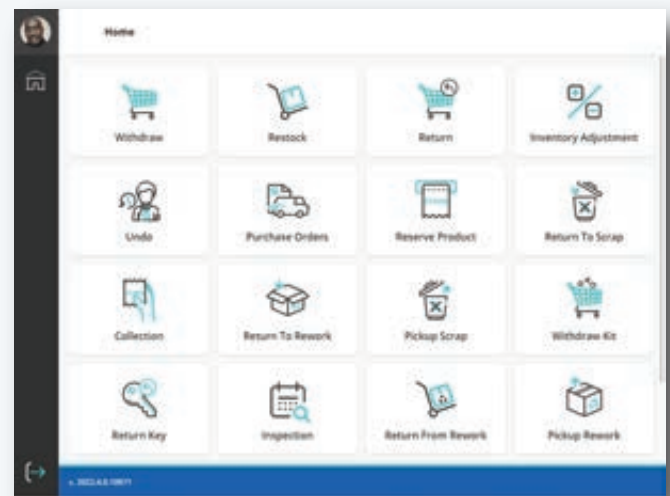 Home
Withdraw
Restock
Return
Inventory Adjustment
Undo
Purchase Orders
Reserve Product
Return To Scrap
Collection
Return To Rework
Pickup Scrap
Withdraw Kit
Return Key
Inspection
Return From Rework
Pickup Rework